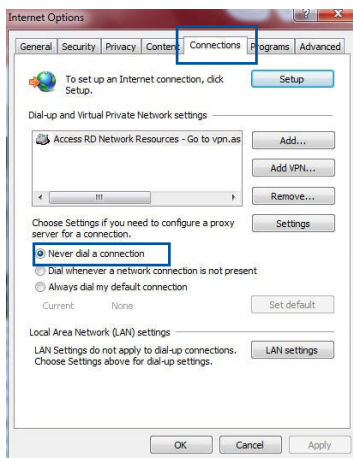 Internet Options
General Security Privacy Content Connections Programs Advanced
To set up an Internet connection, click
Setup.
Setup
Dial-up and Virtual Private Network settings
Access RD Network Resources - Go to vpn.as
Add...
Add VPN...
Remove...
Choose Settings if you need to configure a proxy
server for a connection.
Settings
Never dial a connection
Dial whenever a network connection is not present
Always dial my default connection
Current None
Set default
Local Area Network (LAN) settings
LAN Settings do not apply to dial-up connections.
Choose Settings above for dial-up settings.
LAN settings
OK Cancel Apply